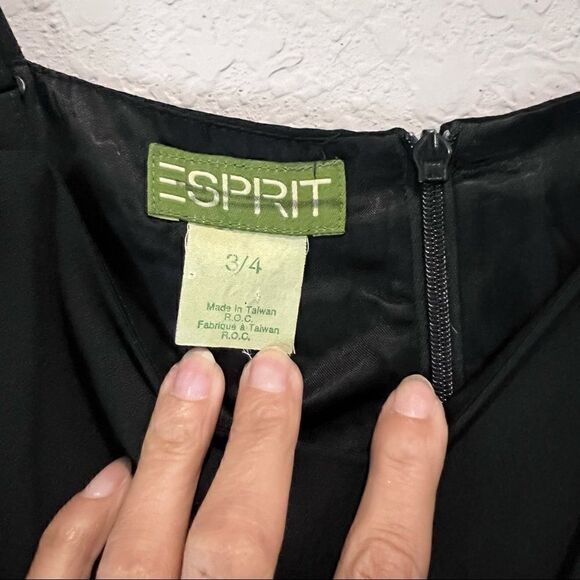 ESPRIT
3/4
Made in Taiwan
R.O.C.
Fabriqué à Taiwan
R.O.C.